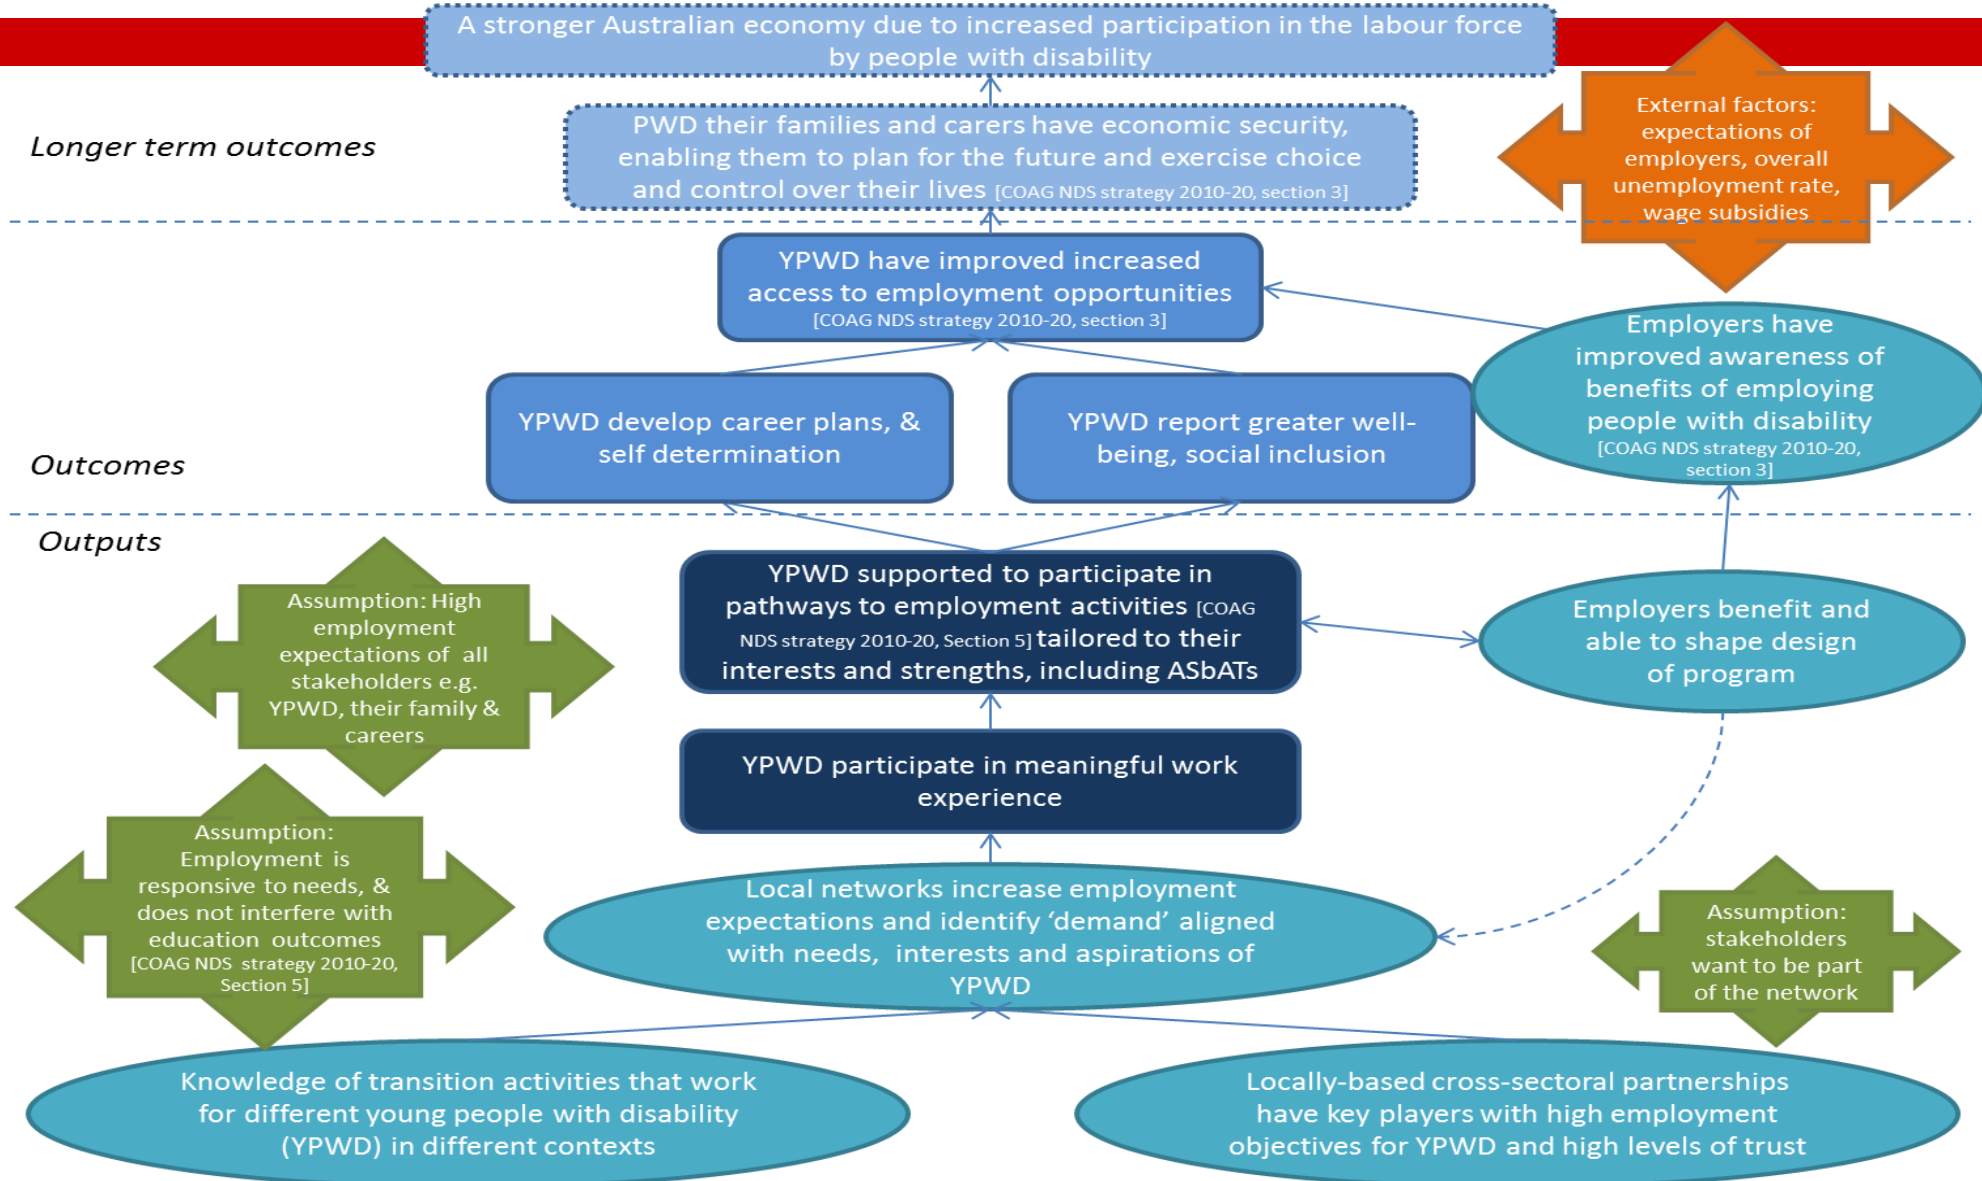 A stronger Australian economy due to increased participation in the labour force
by people with disability
Longer term outcomes
PWD their families and carers have economic security,
enabling them to plan for the future and exercise choice
and control over their lives [COAG NDS strategy 2010-20, section 3]
External factors:
expectations of
employers, overall
unemployment rate,
wage subsidies
YPWD have improved increased
access to employment opportunities
[COAG NDS strategy 2010-20, section 3]
Employers have
improved awareness of
benefits of employing
people with disability
[COAG NDS strategy 2010-20,
section 3]
YPWD develop career plans, &
self determination
YPWD report greater well-
being, social inclusion
Outcomes
Outputs
Assumption: High
employment
expectations of all
stakeholders e.g.
YPWD, their family &
careers
YPWD supported to participate in
pathways to employment activities [COAG
NDS strategy 2010-20, Section 5] tailored to their
interests and strengths, including ASbATs
Employers benefit and
able to shape design
of program
YPWD participate in meaningful work
experience
Assumption:
Employment is
responsive to needs, &
does not interfere with
education outcomes
[COAG NDS strategy 2010-20,
Section 5]
Local networks increase employment
expectations and identify ‘demand’ aligned
with needs, interests and aspirations of
YPWD
Assumption:
stakeholders
want to be part
of the network
Knowledge of transition activities that work
for different young people with disability
(YPWD) in different contexts
Locally-based cross-sectoral partnerships
have key players with high employment
objectives for YPWD and high levels of trust